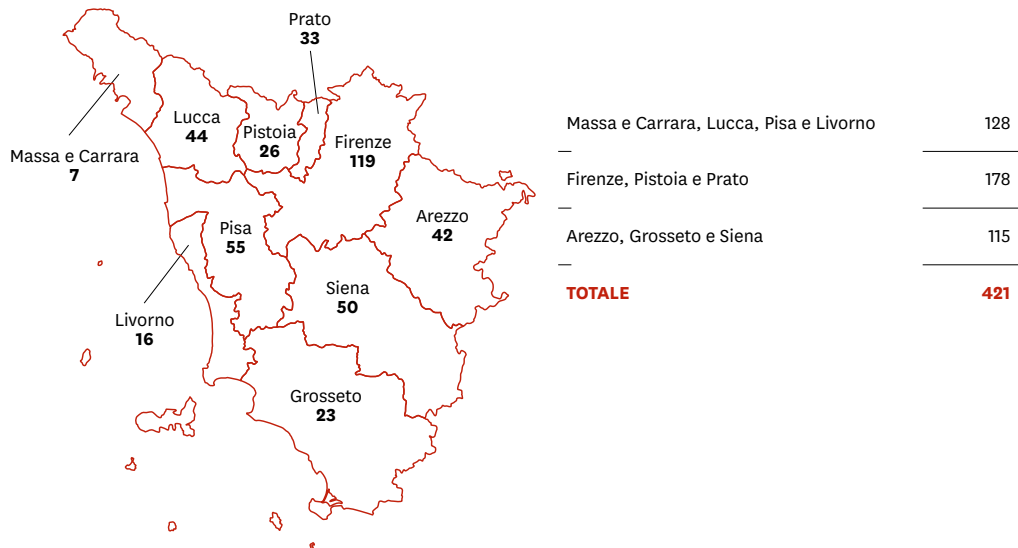 Prato
33
Lucca
44
Pistoia
26
Firenze
119
Massa e Carrara
7
Arezzo
42
Pisa
55
Siena
50
Livorno
16
Grosseto
23
Massa e Carrara, Lucca, Pisa e Livorno 128
Firenze, Pistoia e Prato 178
Arezzo, Grosseto e Siena 115
TOTALE 421